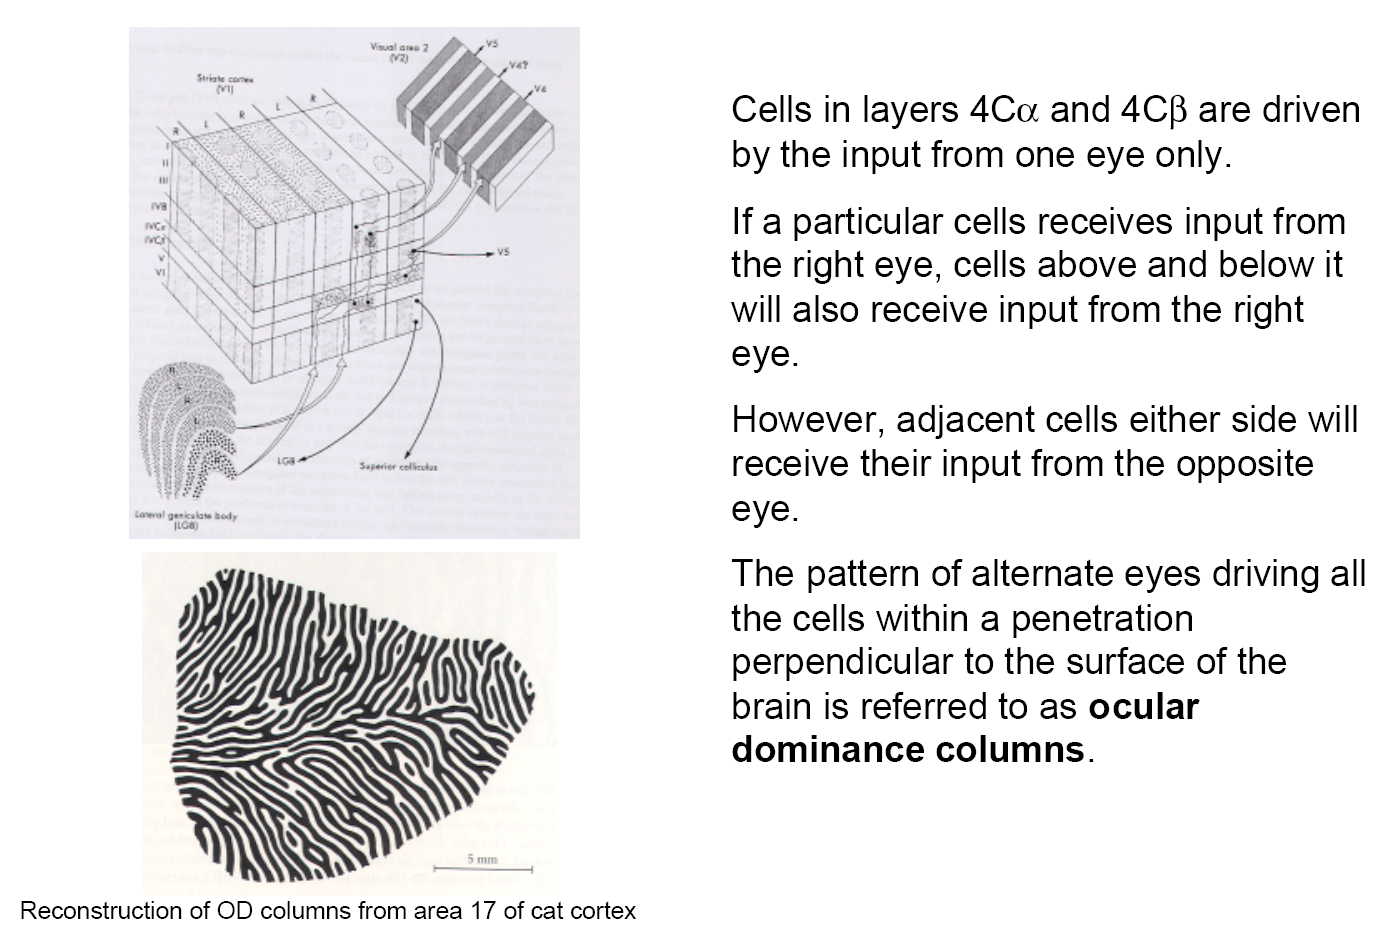 Visual area 2
(V2)
V5
V4?
V4
Striate cortex
(V1)
R
L
R
L
R
I
II
III
IVB
IVCα
IVCβ
V
VI
V5
R
L
R
L
R
LGB
Superior colliculus
Lateral geniculate body
(LGB)
5 mm
Reconstruction of OD columns from area 17 of cat cortex
Cells in layers 4Cα and 4Cβ are driven
by the input from one eye only.
If a particular cells receives input from
the right eye, cells above and below it
will also receive input from the right
eye.
However, adjacent cells either side will
receive their input from the opposite
eye.
The pattern of alternate eyes driving all
the cells within a penetration
perpendicular to the surface of the
brain is referred to as ocular
dominance columns.